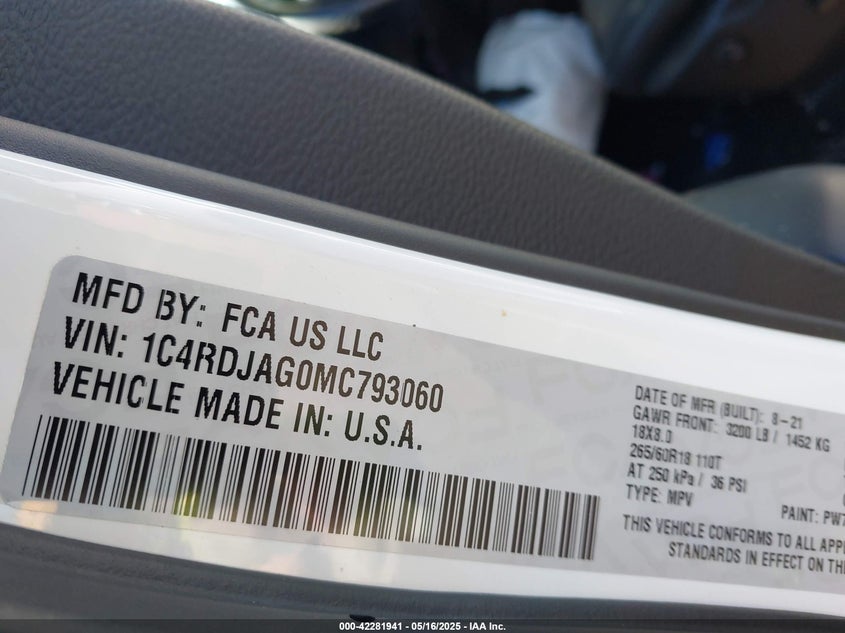 MFD BY: FCA US LLC
VIN: 1C4RDJAG0MC793060
VEHICLE MADE IN: U.S.A.
DATE OF MFR (BUILT): 8-21
GAWR FRONT: 3200 LB / 1452 KG
18X8.0
265/60R18 110T
AT 250 kPa / 36 PSI
TYPE: MPV
PAINT: PW7
THIS VEHICLE CONFORMS TO ALL APPL
STANDARDS IN EFFECT ON THE
000-42281941 - 05/16/2025 - IAA Inc.